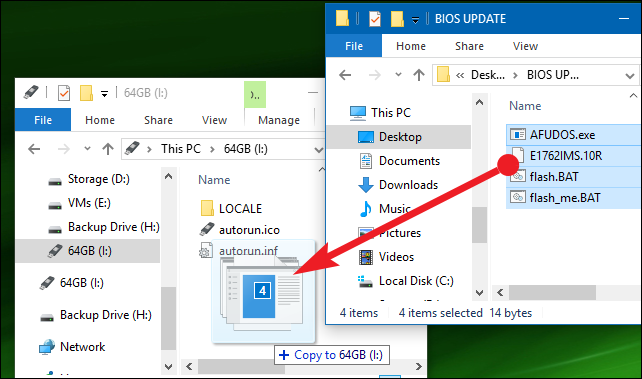 BIOS UPDATE
File
Home
Share
View
Desk...
BIOS UP...
This PC
Desktop
Documents
Downloads
Music
Pictures
Videos
Local Disk (C:)
Name
AFUDOS.exe
E1762IMS.10R
flash.BAT
flash_me.BAT
4 items 4 items selected 14 bytes
64GB (I:)
File
Home
Share
View
Manage
This PC
64GB (I:)
Storage (D:)
VMs (E:)
Backup Drive (H:)
64GB (I:)
64GB (I:)
Backup Drive (H:)
Network
Name
LOCALE
autorun.ico
autorun.inf
4
Copy to 64GB (I:)